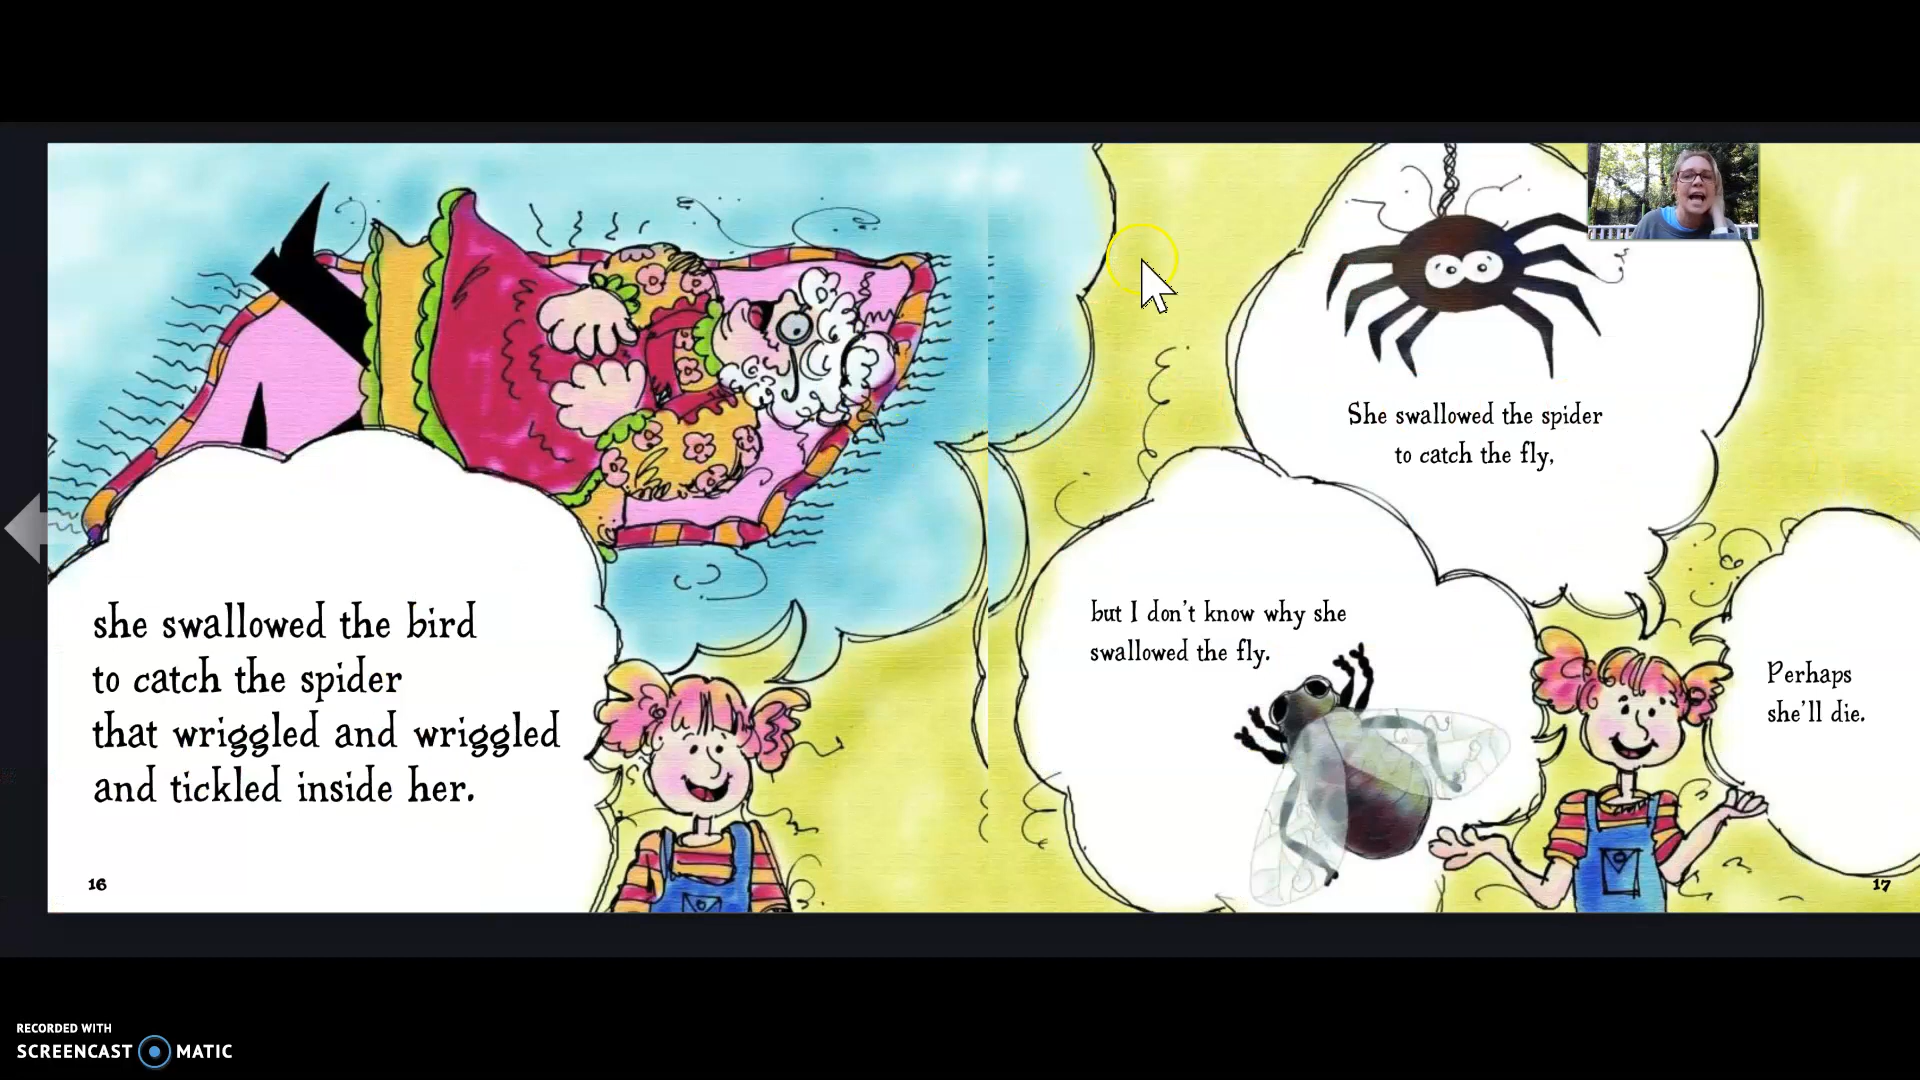 she swallowed the bird
to catch the spider
that wriggled and wriggled
and tickled inside her.
16
She swallowed the spider
to catch the fly,
but I don't know why she
swallowed the fly.
Perhaps
she'll die.
17
RECORDED WITH
SCREENCAST MATIC